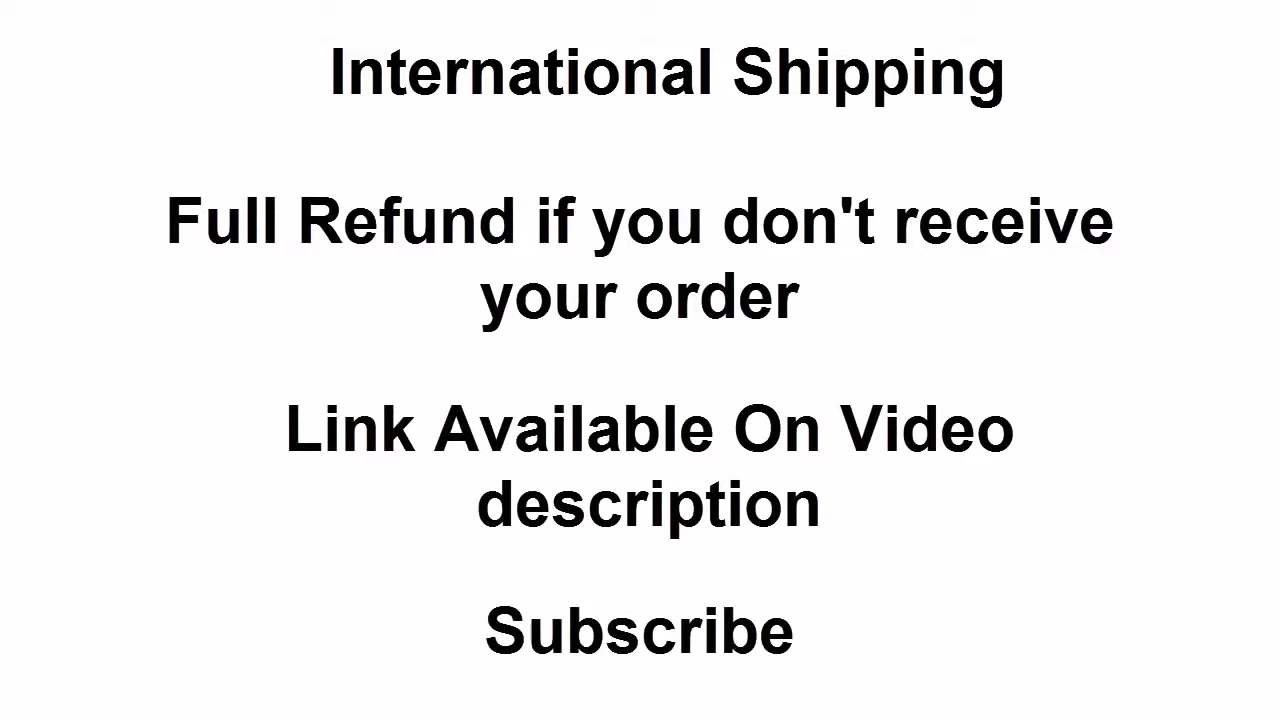 International Shipping
Full Refund if you don't receive
your order
Link Available On Video
description
Subscribe